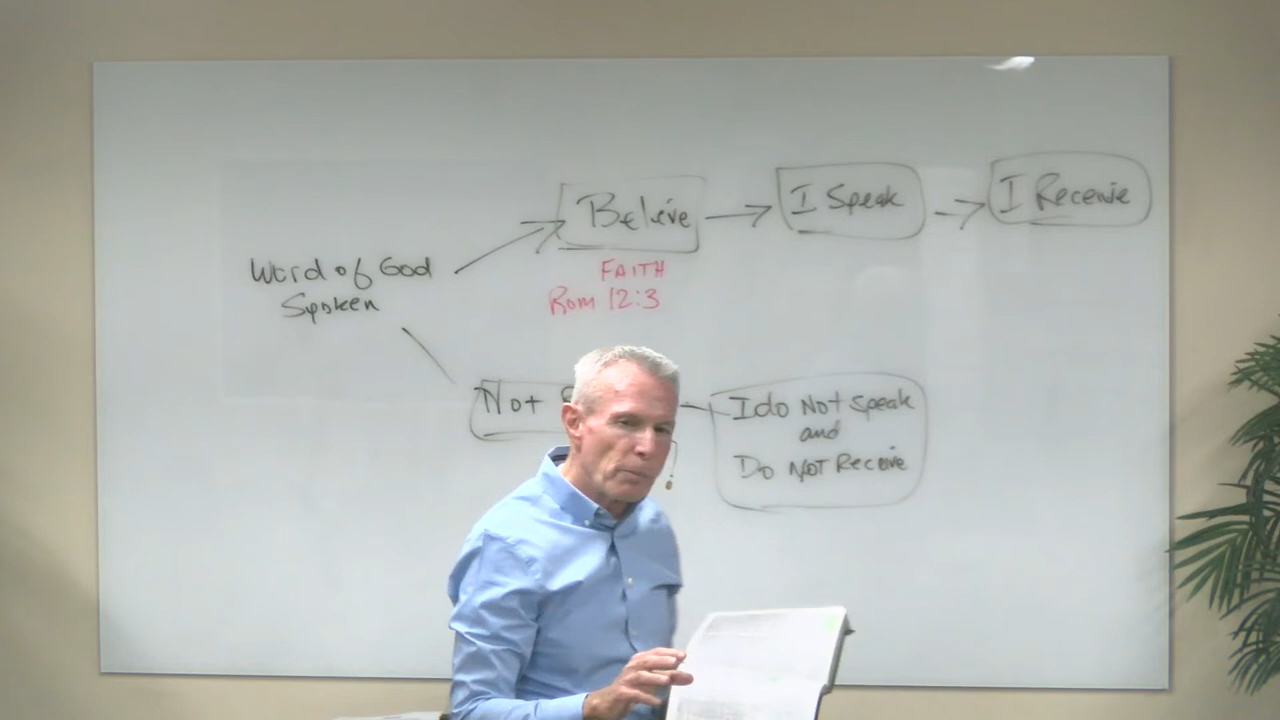 Believe
I Speak
I Receive
Word of God
Spoken
FAITH
Rom 12:3
Not
I do Not Speak
and
Do NOT Receive